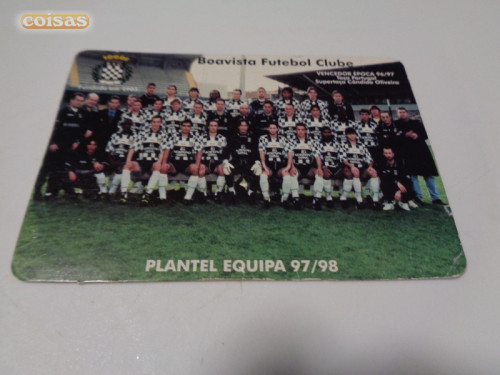 coisas
Boavista Futebol Clube
VENCEDOR ÉPOCA 96/97
Taça Portugal
Supertaça Cândido Oliveira
PLANTEL EQUIPA 97/98